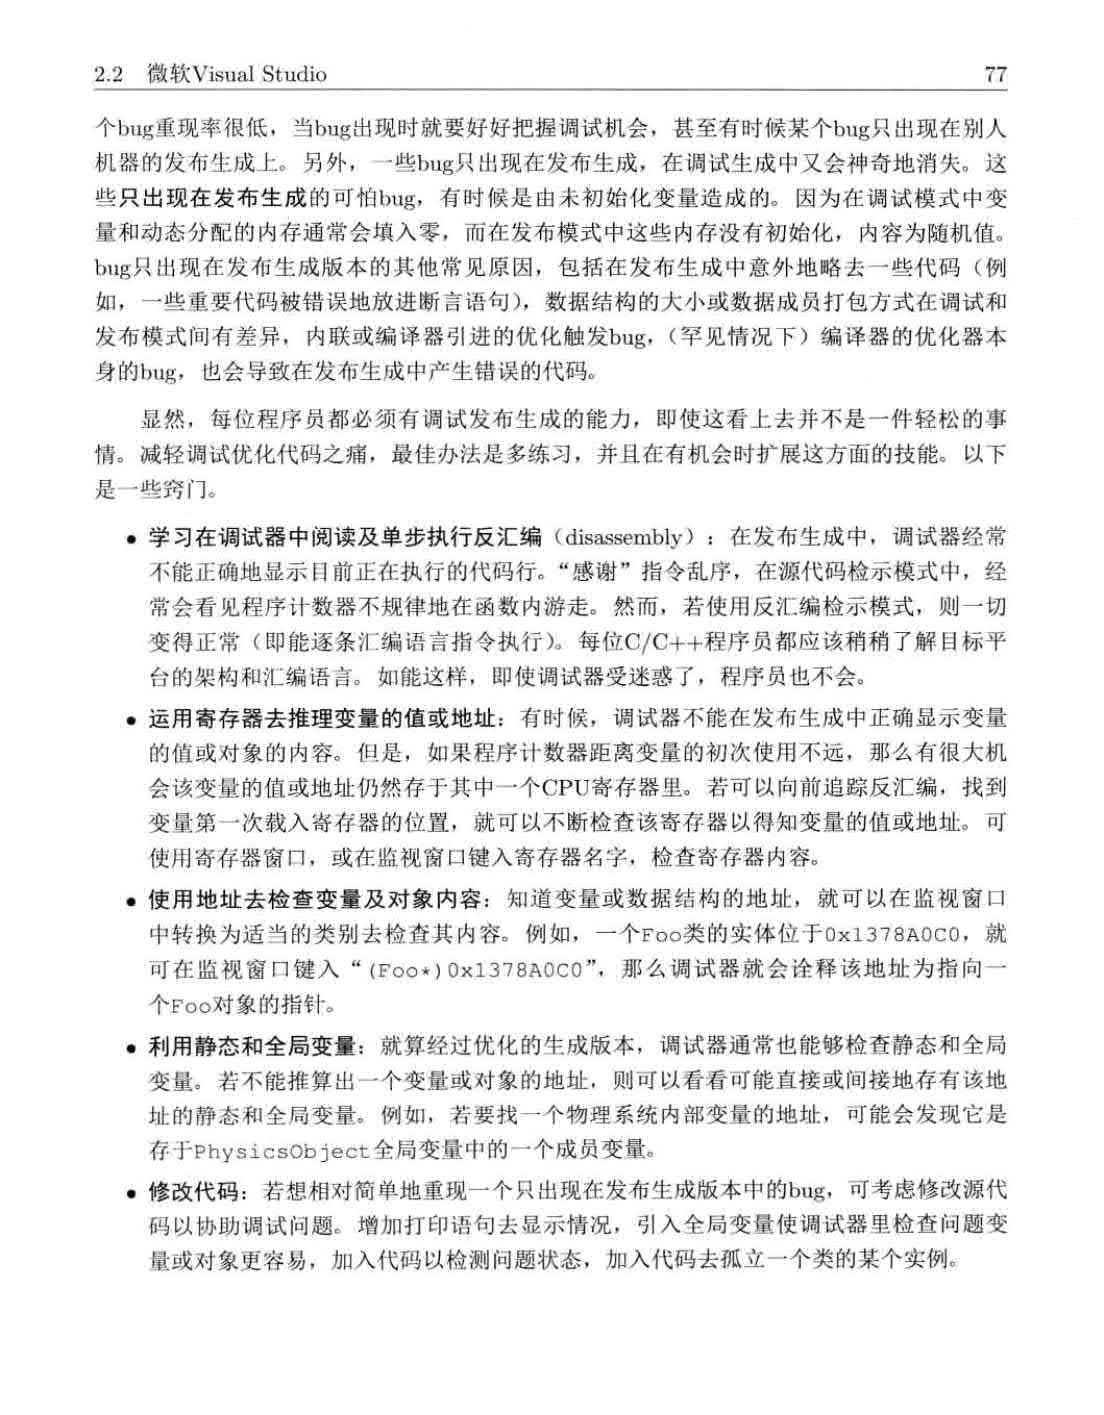 2.2 微软Visual Studio 77
个bug重现率很低，当bug出现时就要好好把握调试机会，甚至有时候某个bug只出现在别人
机器的发布生成上。另外，一些bug只出现在发布生成，在调试生成中又会神奇地消失。这
些只出现在发布生成的可怕bug，有时候是由未初始化变量造成的。因为在调试模式中变
量和动态分配的内存通常会填入零，而在发布模式中这些内存没有初始化，内容为随机值。
bug只出现在发布生成版本的其他常见原因，包括在发布生成中意外地略去一些代码（例
如，一些重要代码被错误地放进断言语句），数据结构的大小或数据成员打包方式在调试和
发布模式间有差异，内联或编译器引进的优化触发bug，（罕见情况下）编译器的优化器本
身的bug，也会导致在发布生成中产生错误的代码。
显然，每位程序员都必须有调试发布生成的能力，即使这看上去并不是一件轻松的事
情。减轻调试优化代码之痛，最佳办法是多练习，并且在有机会时扩展这方面的技能。以下
是一些窍门。
• 学习在调试器中阅读及单步执行反汇编（disassembly）：在发布生成中，调试器经常
不能正确地显示目前正在执行的代码行。“感谢”指令乱序，在源代码检示模式中，经
常会看见程序计数器不规律地在函数内游走。然而，若使用反汇编检示模式，则一切
变得正常（即能逐条汇编语言指令执行）。每位C/C++程序员都应该稍稍了解目标平
台的架构和汇编语言。如能这样，即使调试器受迷惑了，程序员也不会。
• 运用寄存器去推理变量的值或地址：有时候，调试器不能在发布生成中正确显示变量
的值或对象的内容。但是，如果程序计数器距离变量的初次使用不远，那么有很大机
会该变量的值或地址仍然存于其中一个CPU寄存器里。若可以向前追踪反汇编，找到
变量第一次载入寄存器的位置，就可以不断检查该寄存器以得知变量的值或地址。可
使用寄存器窗口，或在监视窗口键入寄存器名字，检查寄存器内容。
• 使用地址去检查变量及对象内容：知道变量或数据结构的地址，就可以在监视窗口
中转换为适当的类别去检查其内容。例如，一个Foo类的实体位于0x1378A0C0，就
可在监视窗口键入“(Foo*)0x1378A0C0”，那么调试器就会诠释该地址为指向一
个Foo对象的指针。
• 利用静态和全局变量：就算经过优化的生成版本，调试器通常也能够检查静态和全局
变量。若不能推算出一个变量或对象的地址，则可以看看可能直接或间接地存有该地
址的静态和全局变量。例如，若要找一个物理系统内部变量的地址，可能会发现它是
存于PhysicsObject全局变量中的一个成员变量。
• 修改代码：若想相对简单地重现一个只出现在发布生成版本中的bug，可考虑修改源代
码以协助调试问题。增加打印语句去显示情况，引入全局变量使调试器里检查问题变
量或对象更容易，加入代码以检测问题状态，加入代码去孤立一个类的某个实例。